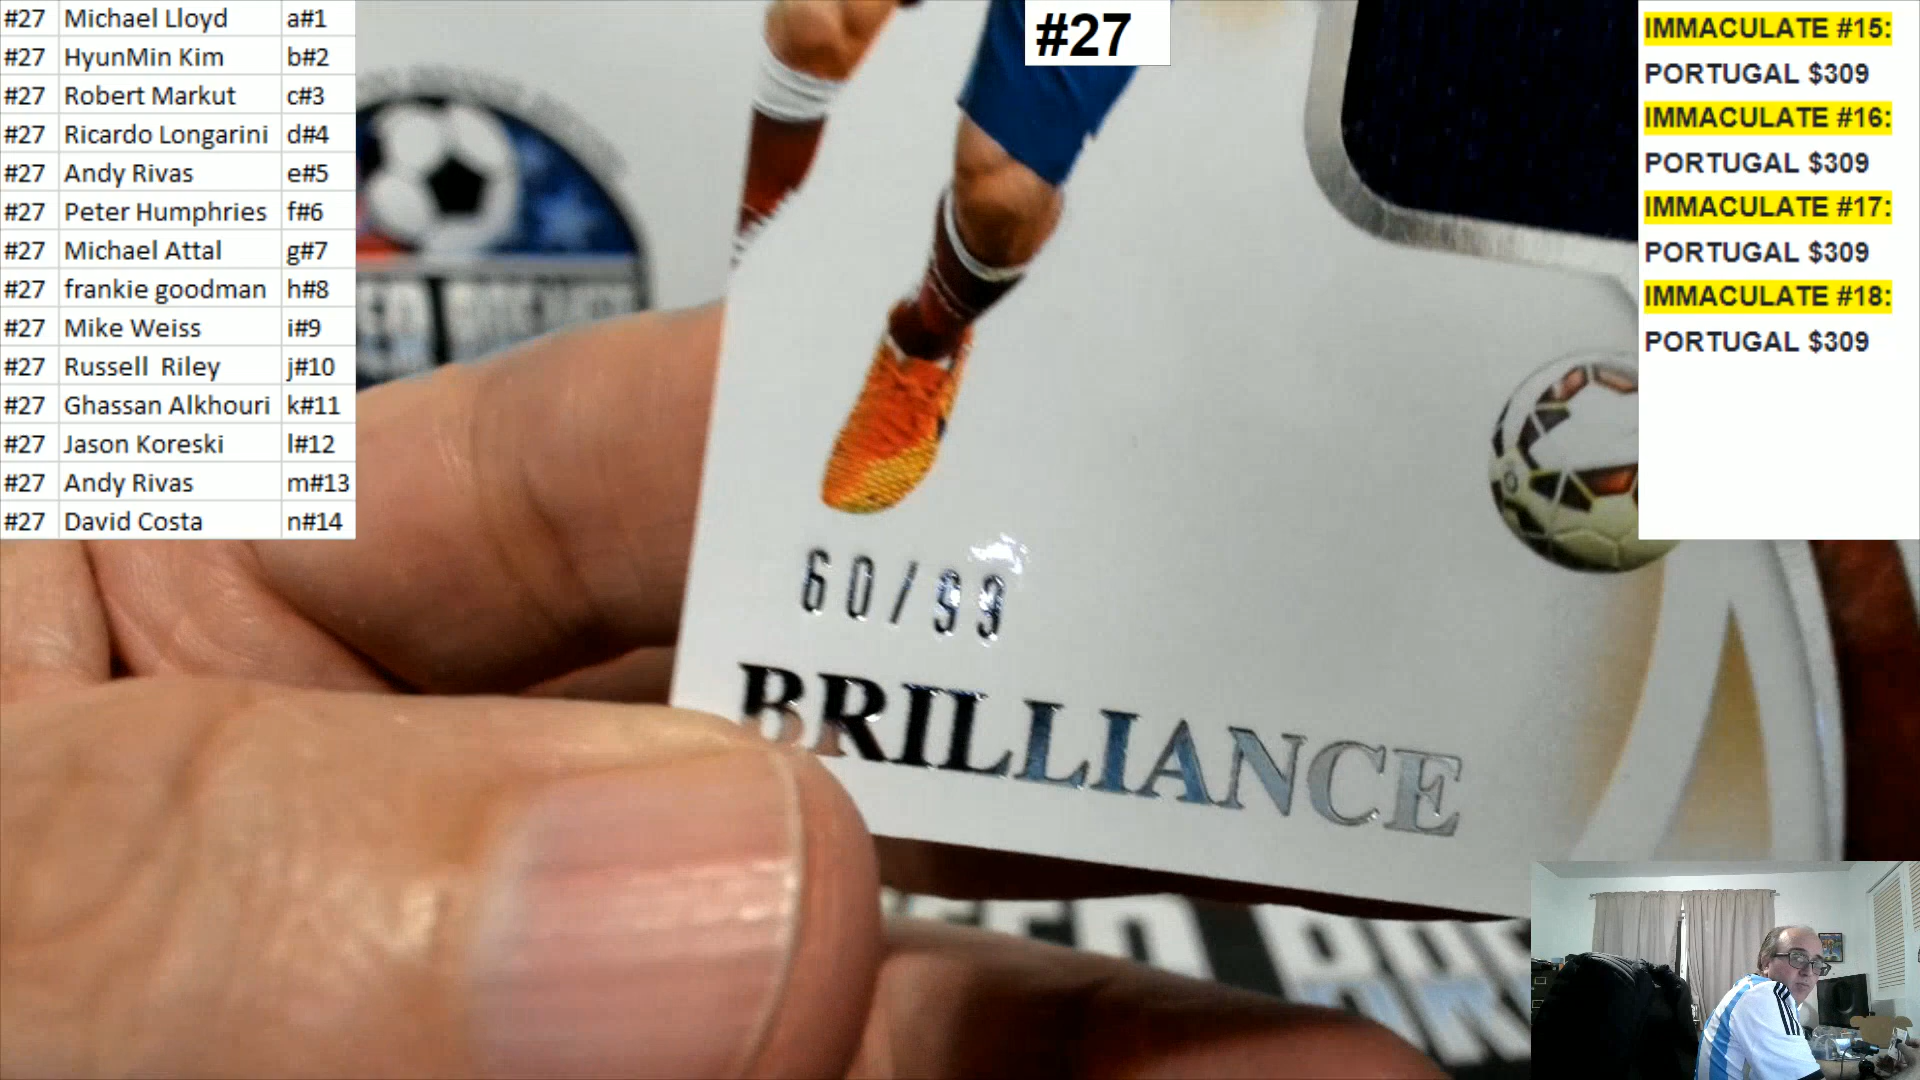 #27 Michael Lloyd a#1
#27 HyunMin Kim b#2
#27 Robert Markut c#3
#27 Ricardo Longarini d#4
#27 Andy Rivas e#5
#27 Peter Humphries f#6
#27 Michael Attal g#7
#27 frankie goodman h#8
#27 Mike Weiss i#9
#27 Russell Riley j#10
#27 Ghassan Alkhouri k#11
#27 Jason Koreski l#12
#27 Andy Rivas m#13
#27 David Costa n#14
#27
IMMACULATE #15:
PORTUGAL $309
IMMACULATE #16:
PORTUGAL $309
IMMACULATE #17:
PORTUGAL $309
IMMACULATE #18:
PORTUGAL $309
60/99
BRILLIANCE